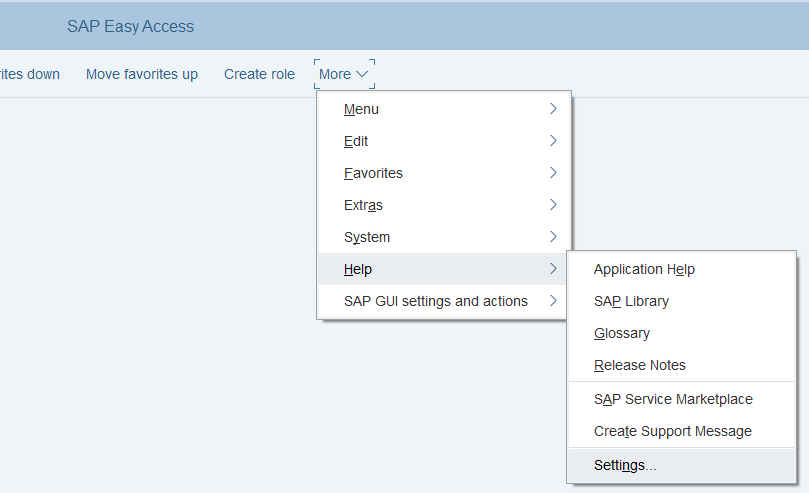 SAP Easy Access
ites down Move favorites up Create role More
Menu
Edit
Favorites
Extras
System
Help
SAP GUI settings and actions
Application Help
SAP Library
Glossary
Release Notes
SAP Service Marketplace
Create Support Message
Settings...